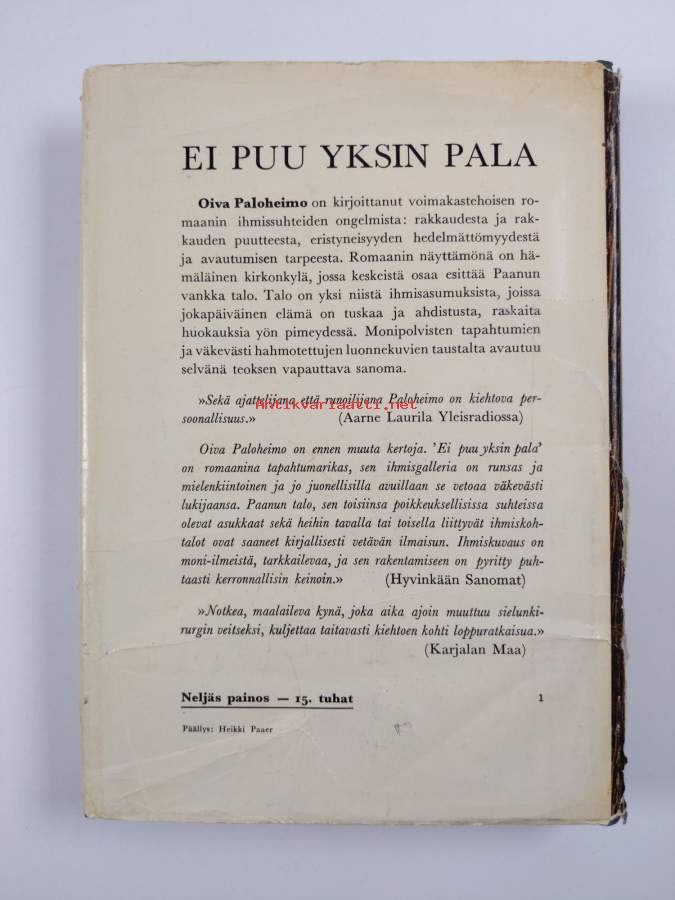 EI PUU YKSIN PALA
Oiva Paloheimo on kirjoittanut voimakastehoisen ro-
maanin ihmissuhteiden ongelmista: rakkaudesta ja rak-
kauden puutteesta, eristyneisyyden hedelmättömyydestä
ja avautumisen tarpeesta. Romaanin näyttämönä on hä-
mäläinen kirkonkylä, jossa keskeistä osaa esittää Paanun
vankka talo. Talo on yksi niistä ihmisasumuksista, joissa
jokapäiväinen elämä on tuskaa ja ahdistusta, raskaita
huokauksia yön pimeydessä. Monipolvisten tapahtumien
ja väkevästi hahmotettujen luonnekuvien taustalta avautuu
selvänä teoksen vapauttava sanoma.
»Sekä ajattelijana että runoilijana Paloheimo on kiehtova per-
soonallisuus.» (Aarne Laurila Yleisradiossa)
Antikvariaatti.net
Oiva Paloheimo on ennen muuta kertoja. 'Ei puu yksin pala'
on romaanina tapahtumarikas, sen ihmisgalleria on runsas ja
mielenkiintoinen ja jo juonellisilla avuillaan se vetoaa väkevästi
lukijaansa. Paanun talo, sen toisiinsa poikkeuksellisissa suhteissa
olevat asukkaat sekä heihin tavalla tai toisella liittyvät ihmiskoh-
talot ovat saaneet kirjallisesti vetävän ilmaisun. Ihmiskuvaus on
moni-ilmeistä, tarkkailevaa, ja sen rakentamiseen on pyritty puh-
taasti kerronnallisin keinoin.» (Hyvinkään Sanomat)
»Notkea, maalaileva kynä, joka aika ajoin muuttuu sielunki-
rurgin veitseksi, kuljettaa taitavasti kiehtoen kohti loppuratkaisua.»
(Karjalan Maa)
Neljäs painos — 15. tuhat 1
Päällys: Heikki Paaer